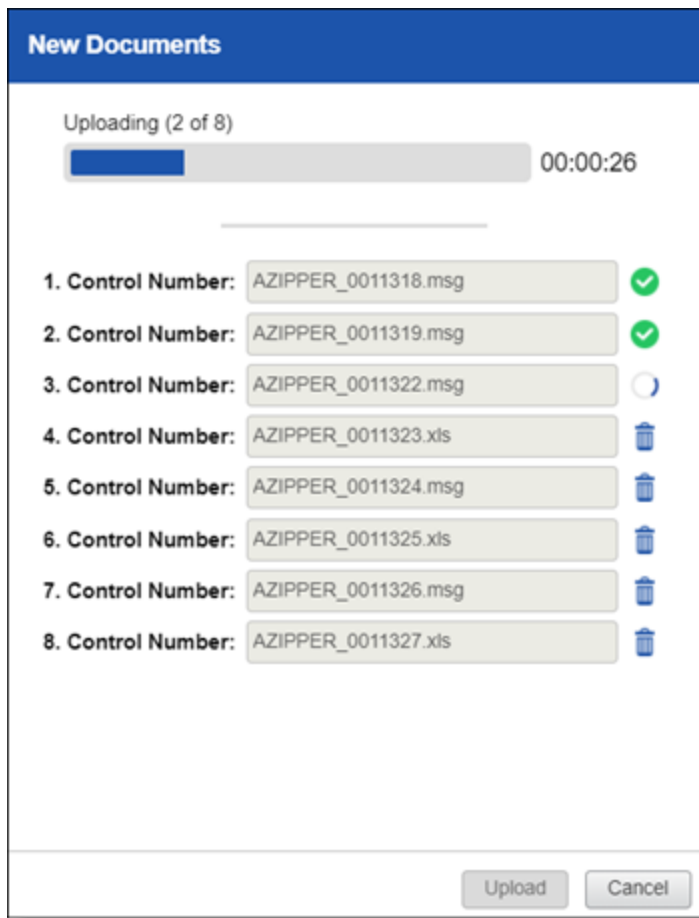 New Documents
Uploading (2 of 8)
00:00:26
1. Control Number: AZIPPER_0011318.msg
2. Control Number: AZIPPER_0011319.msg
3. Control Number: AZIPPER_0011322.msg
4. Control Number: AZIPPER_0011323.xls
5. Control Number: AZIPPER_0011324.msg
6. Control Number: AZIPPER_0011325.xls
7. Control Number: AZIPPER_0011326.msg
8. Control Number: AZIPPER_0011327.xls
Upload Cancel